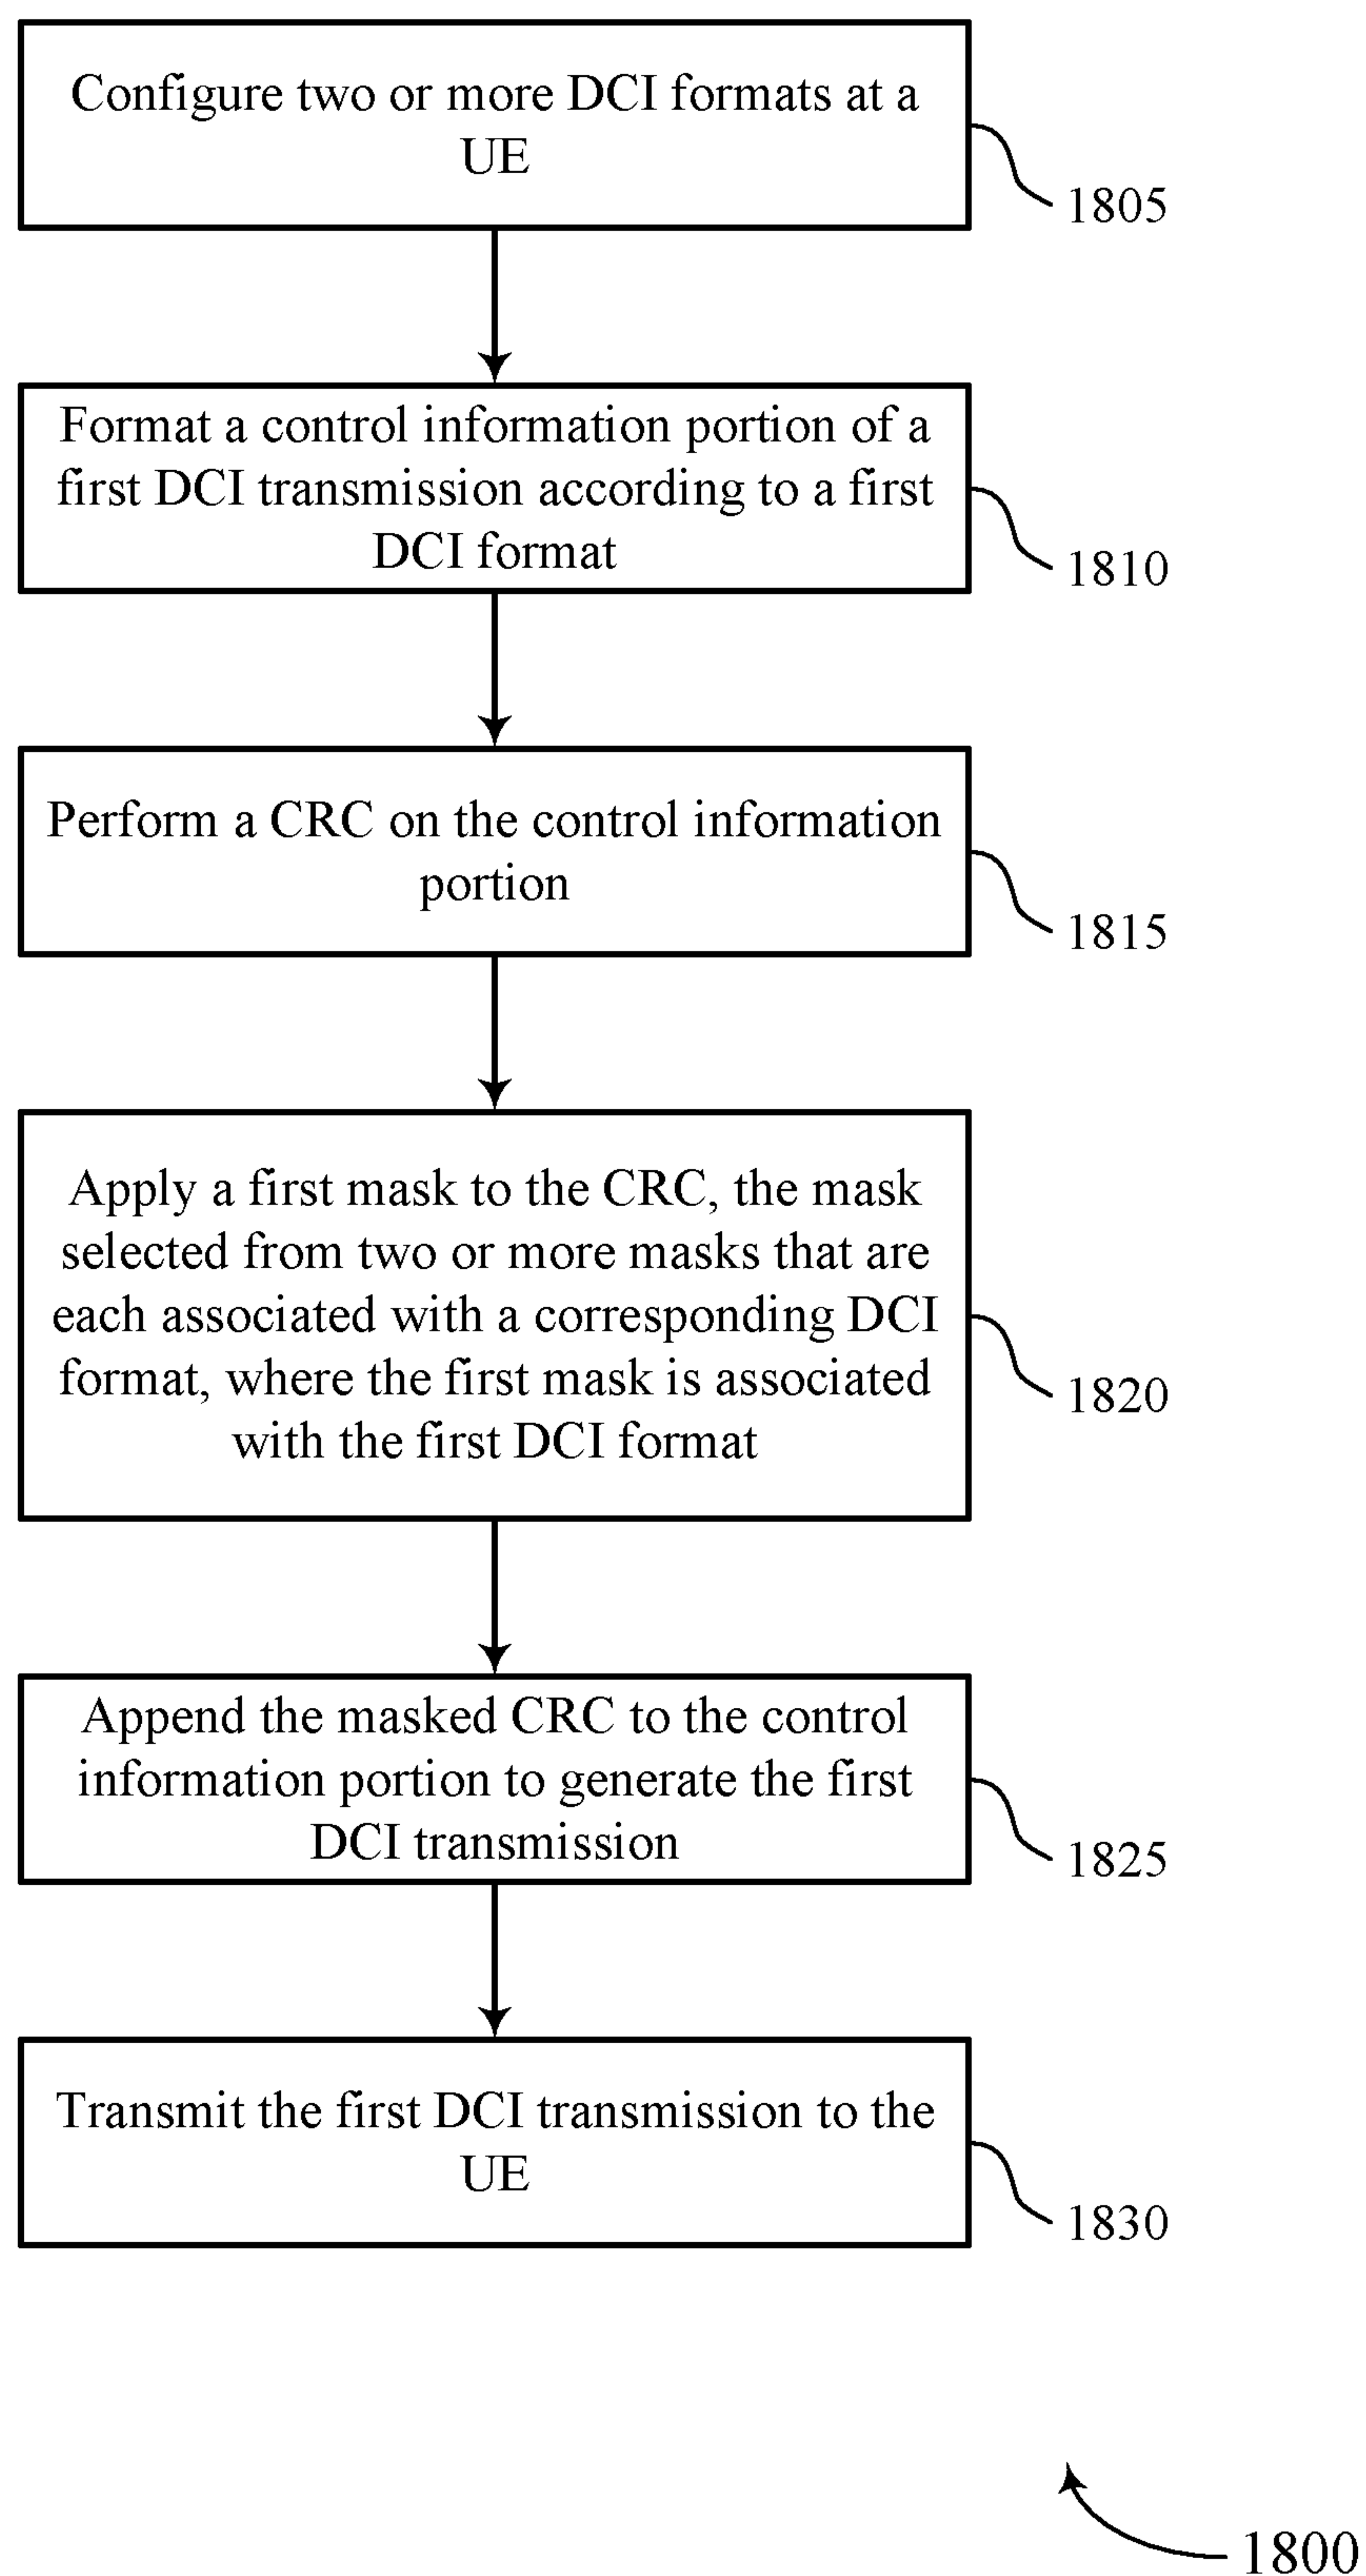 Configure two or more DCI formats at a
UE
1805
Format a control information portion of a
first DCI transmission according to a first
DCI format
1810
Perform a CRC on the control information
portion
1815
Apply a first mask to the CRC, the mask
selected from two or more masks that are
each associated with a corresponding DCI
format, where the first mask is associated
with the first DCI format
1820
Append the masked CRC to the control
information portion to generate the first
DCI transmission
1825
Transmit the first DCI transmission to the
UE
1830
1800